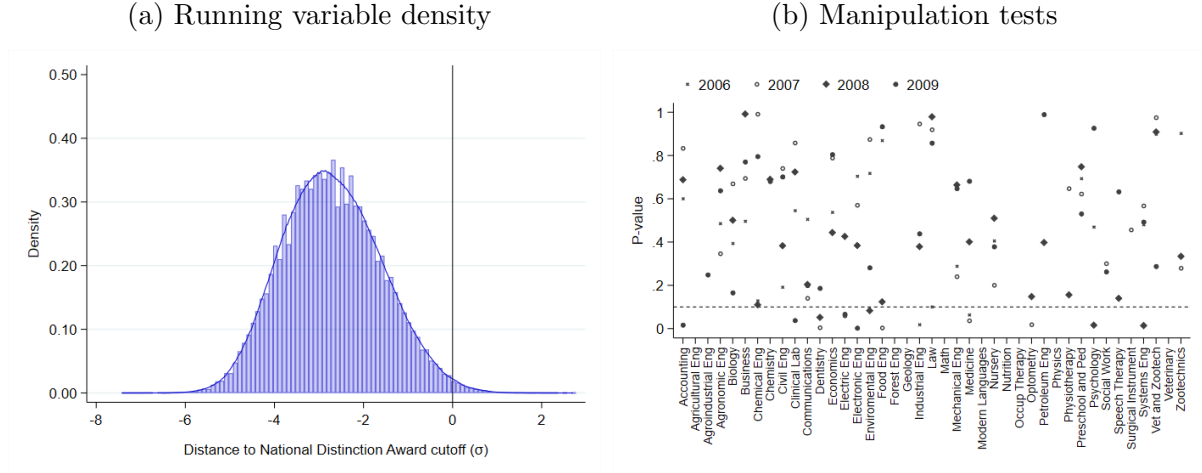 (a) Running variable density
(b) Manipulation tests
0.50
0.40
0.30
0.20
0.10
0.00
Density
-8
-6
-4
-2
0
2
Distance to National Distinction Award cutoff (σ)
2006
2007
2008
2009
1
.8
.6
.4
.2
0
P-value
Accounting
Agricultural Eng
Agroindustrial Eng
Agronomic Eng
Biology
Business
Chemical Eng
Chemistry
Civil Eng
Clinical Lab
Communications
Dentistry
Economics
Electric Eng
Electronic Eng
Environmental Eng
Food Eng
Forest Eng
Geology
Industrial Eng
Law
Math
Mechanical Eng
Medicine
Modern Languages
Nursery
Nutrition
Occup Therapy
Optometry
Petroleum Eng
Physics
Physiotherapy
Preschool and Ped
Psychology
Social Work
Speech Therapy
Surgical Instrument
Systems Eng
Vet and Zootech
Veterinary
Zootechnics